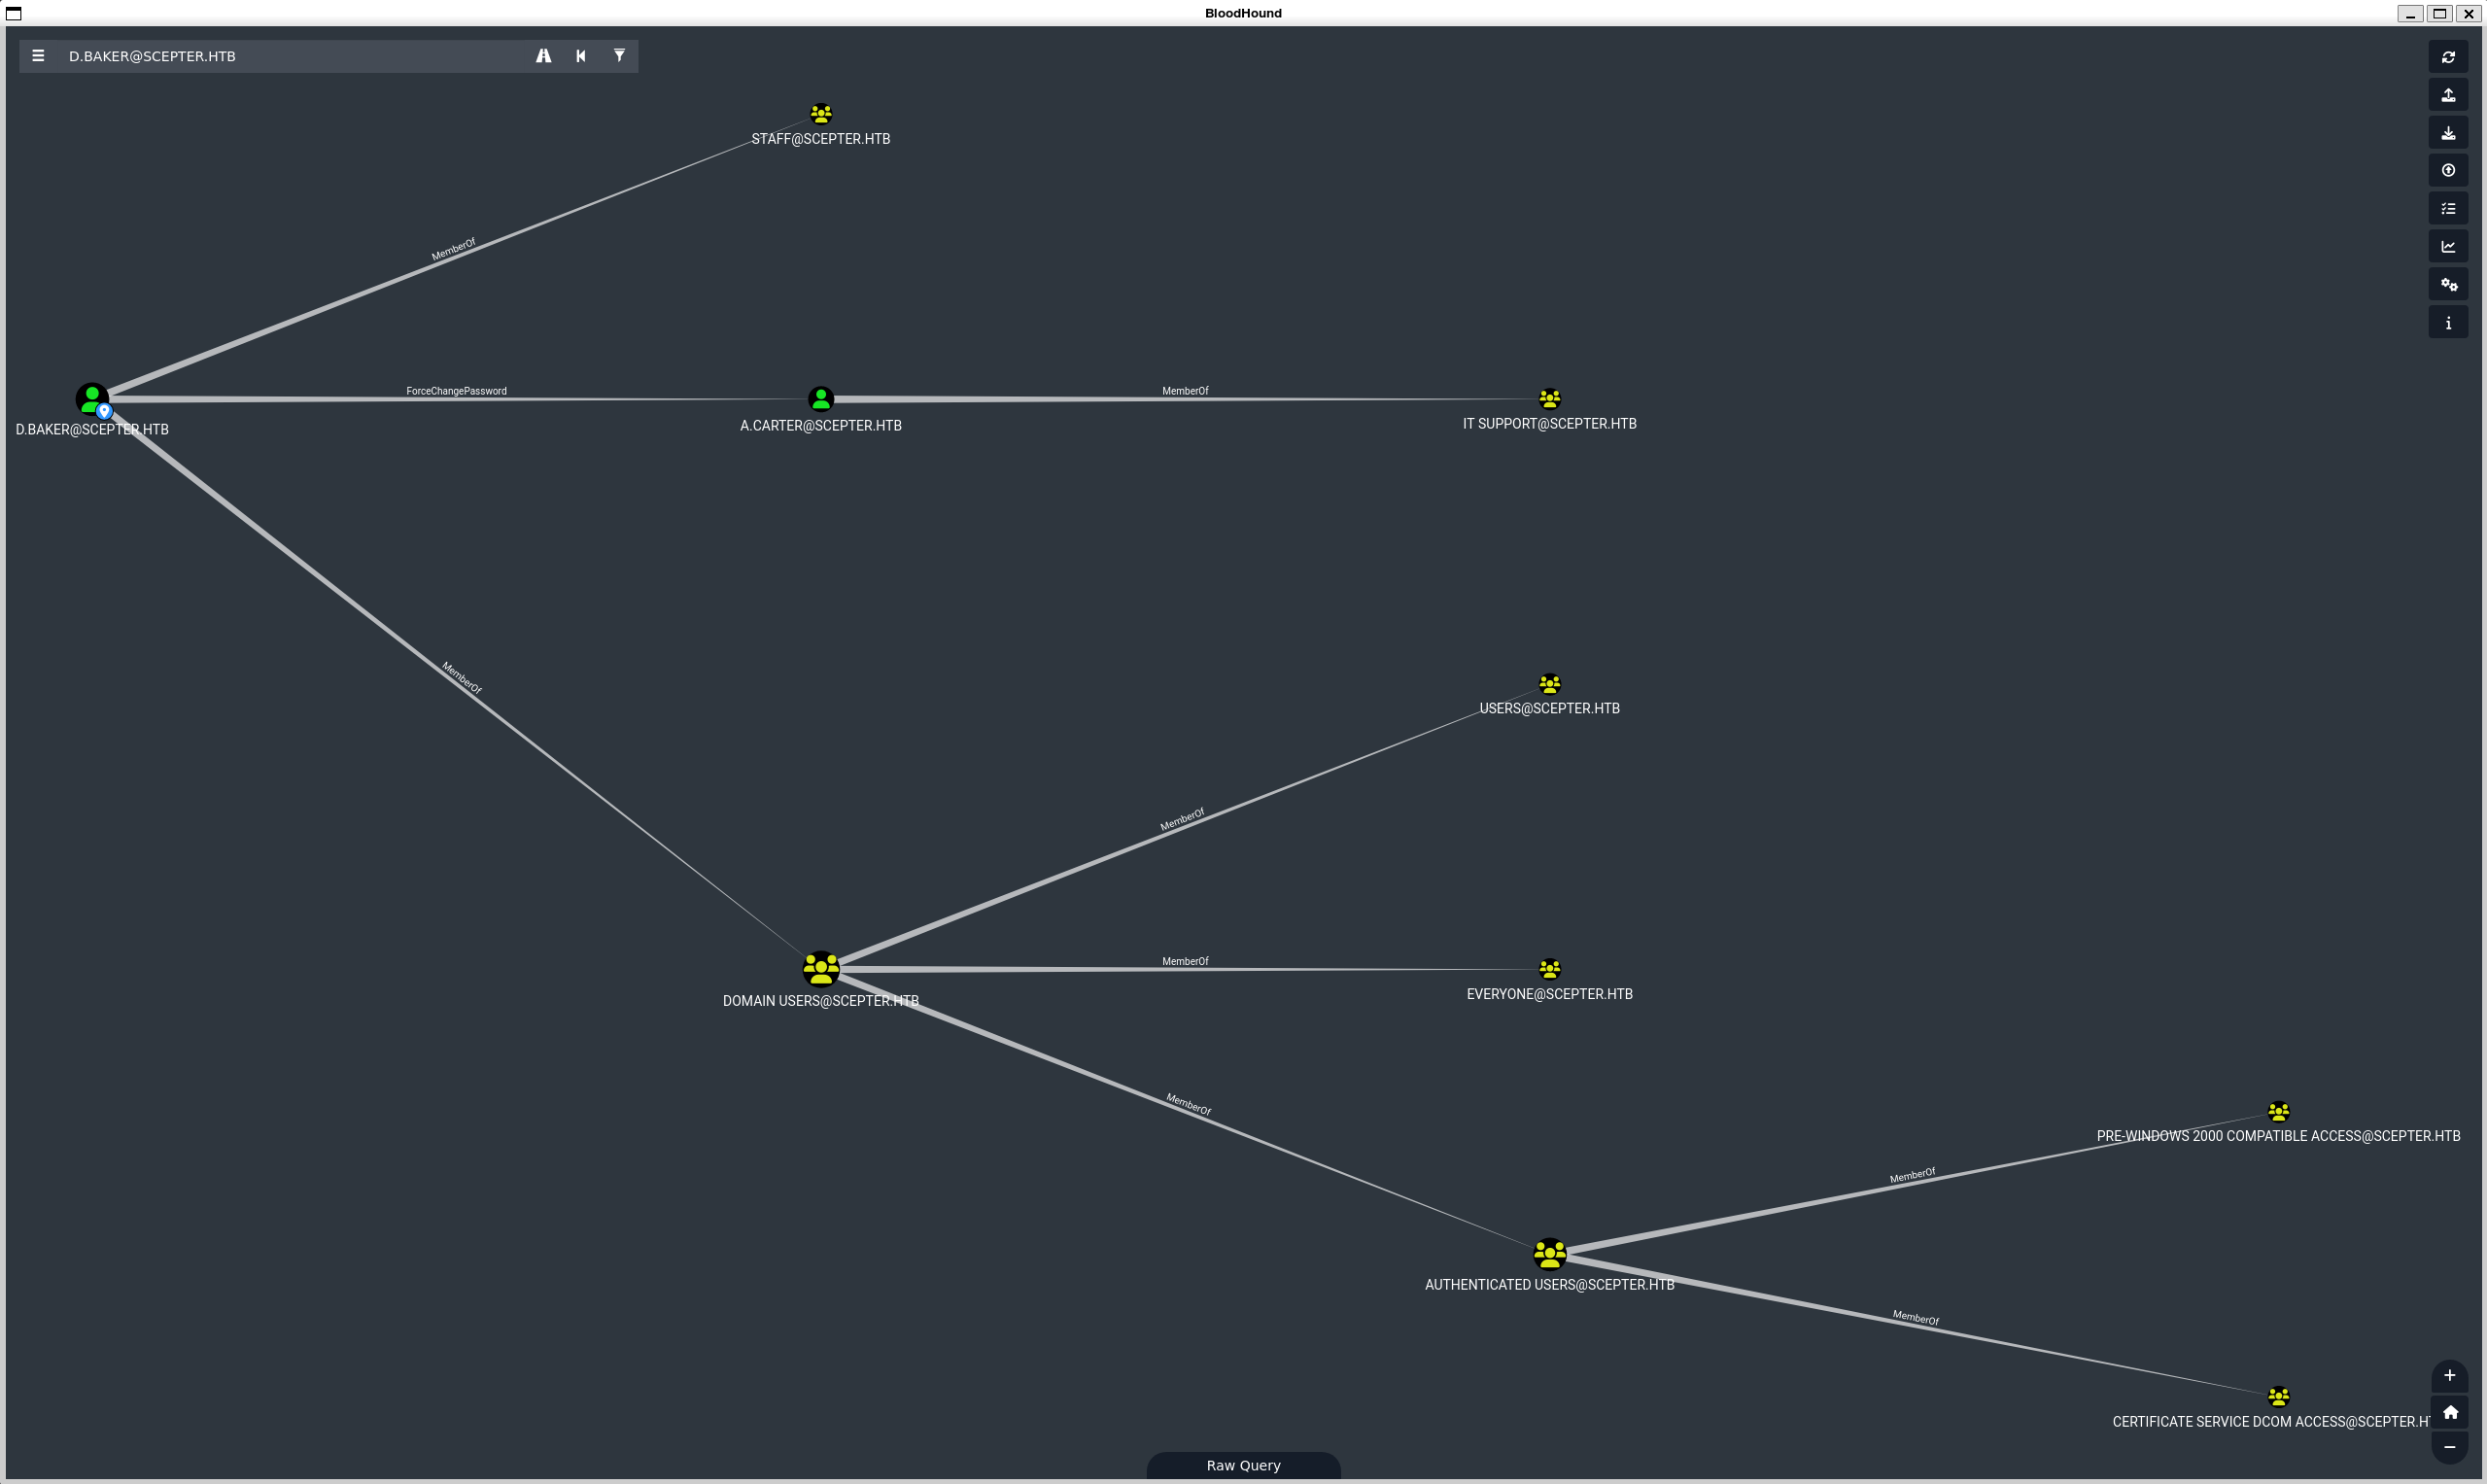 BloodHound
D.BAKER@SCEPTER.HTB
STAFF@SCEPTER.HTB
MemberOf
ForceChangePassword
MemberOf
D.BAKER@SCEPTER.HTB
A.CARTER@SCEPTER.HTB
IT SUPPORT@SCEPTER.HTB
MemberOf
USERS@SCEPTER.HTB
MemberOf
MemberOf
DOMAIN USERS@SCEPTER.HTB
EVERYONE@SCEPTER.HTB
MemberOf
PRE-WINDOWS 2000 COMPATIBLE ACCESS@SCEPTER.HTB
MemberOf
AUTHENTICATED USERS@SCEPTER.HTB
MemberOf
CERTIFICATE SERVICE DCOM ACCESS@SCEPTER.HT
Raw Query